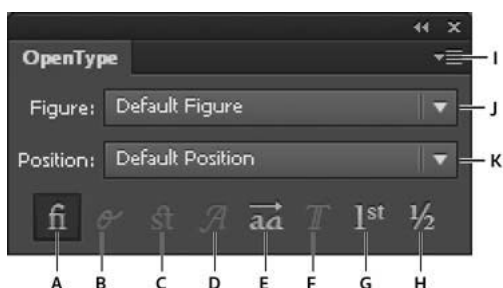 OpenType
I
Figure: Default Figure
J
Position: Default Position
K
fi ơ st A aa T 1st ½
A B C D E F G H